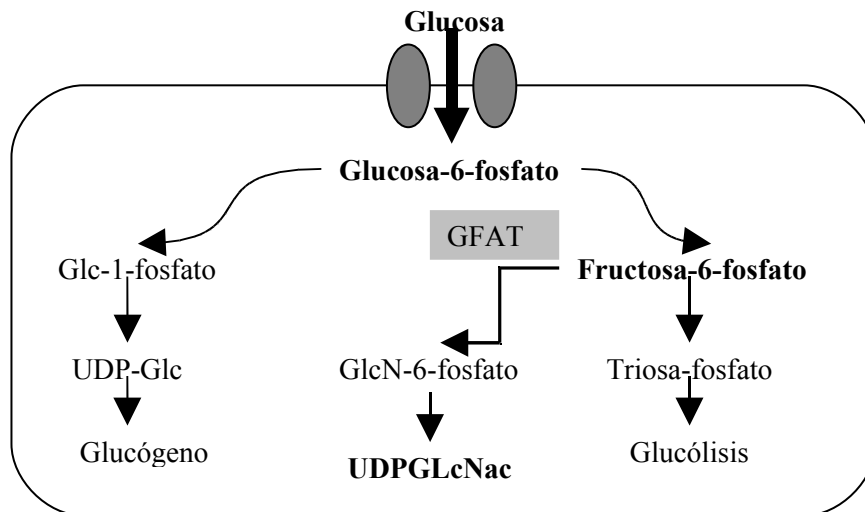 Glucosa
Glucosa-6-fosfato
GFAT
Glc-1-fosfato
Fructosa-6-fosfato
UDP-Glc
GlcN-6-fosfato
Triosa-fosfato
Glucógeno
UDPGLcNac
Glucólisis